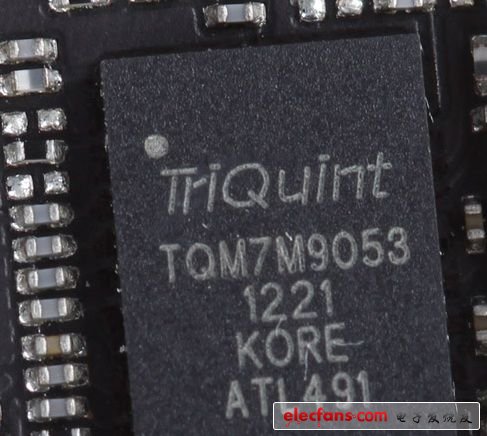 TriQuint
TQM7M9053
1221
KORE
ATL491
elecfans.com 电子发烧友